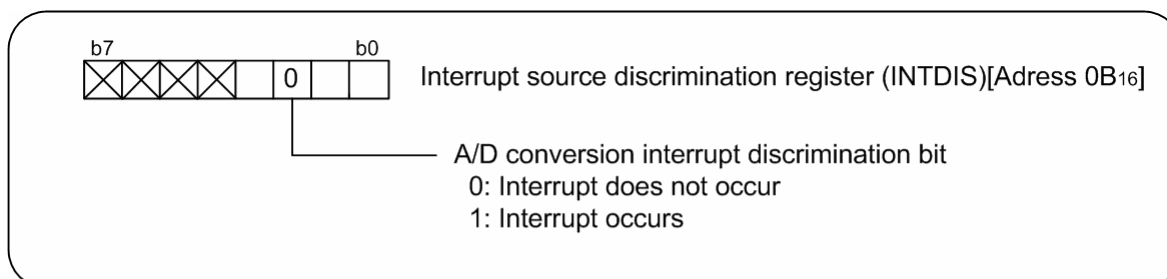 b7 b0
0 Interrupt source discrimination register (INTDIS)[Adress 0B16]
A/D conversion interrupt discrimination bit
0: Interrupt does not occur
1: Interrupt occurs